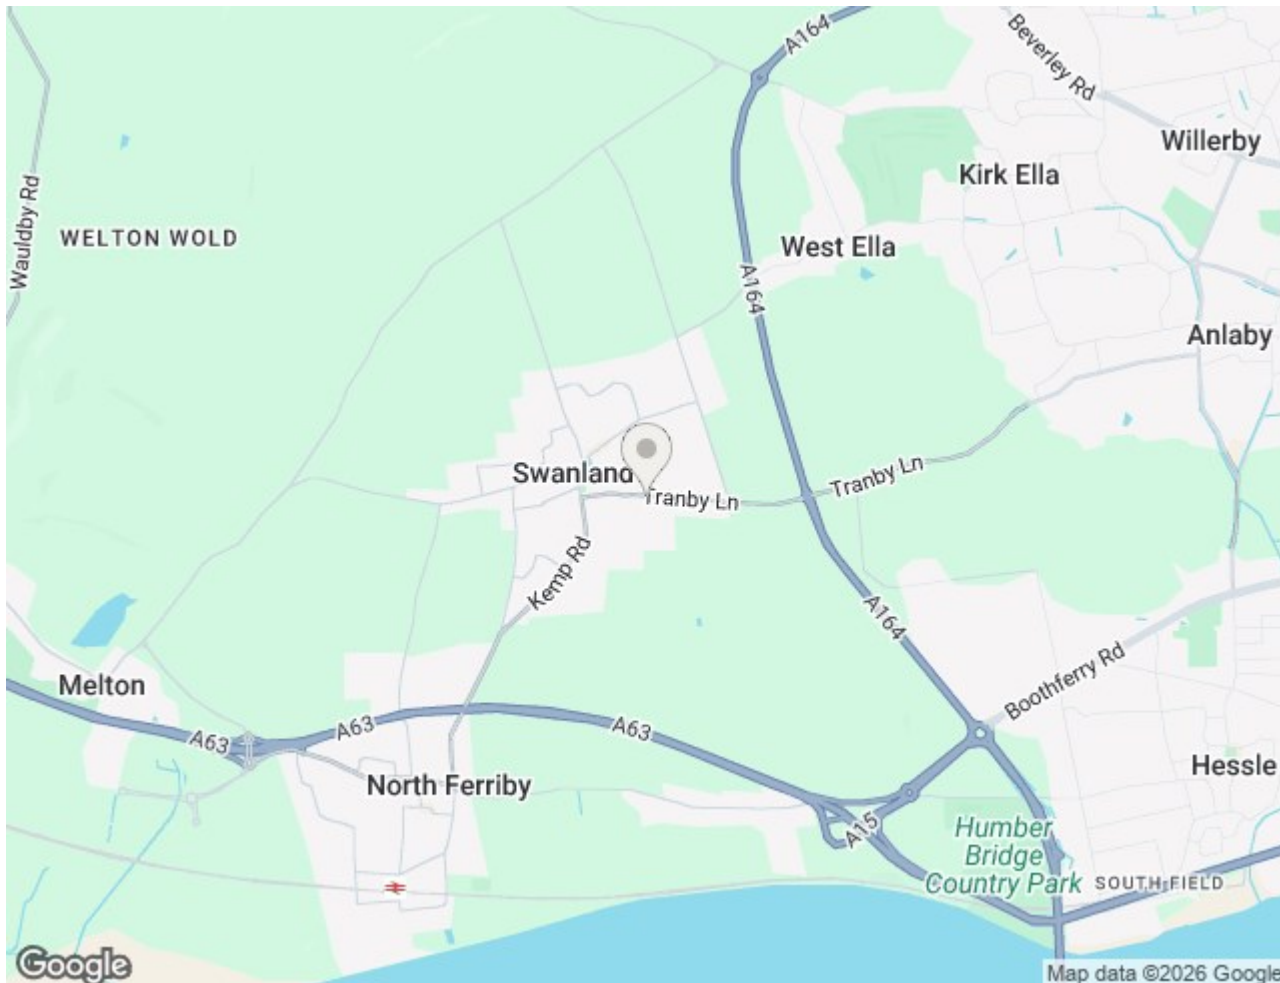 A164
Beverley Rd
Willerby
Kirk Ella
Wauldby Rd
WELTON WOLD
West Ella
A164
Anlaby
Swanland
Tranby Ln
Tranby Ln
Kemp Rd
A164
Boothferry Rd
Melton
A63
A63
A63
Hessle
North Ferriby
A15
Humber
Bridge
Country Park
SOUTH FIELD
Google
Map data ©2026 Google